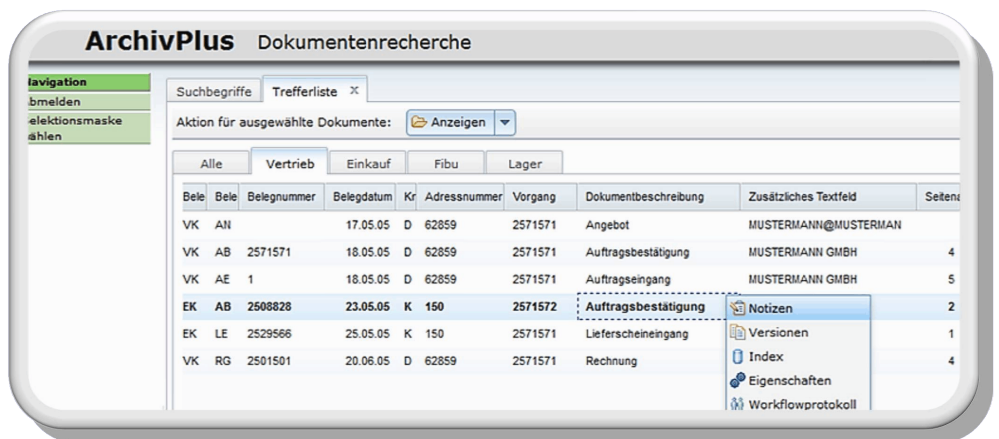 ArchivPlus Dokumentenrecherche
Navigation
Abmelden
Selektionsmaske
wählen
Suchbegriffe Trefferliste X
Aktion für ausgewählte Dokumente: Anzeigen
Alle Vertrieb Einkauf Fibu Lager
Bele Bele Belegnummer Belegdatum Kr Adressnummer Vorgang Dokumentbeschreibung Zusätzliches Textfeld Seitena
VK AN 17.05.05 D 62859 2571571 Angebot MUSTERMANN@MUSTERMAN
VK AB 2571571 18.05.05 D 62859 2571571 Auftragsbestätigung MUSTERMANN GMBH 4
VK AE 1 18.05.05 D 62859 2571571 Auftragseingang MUSTERMANN GMBH 5
EK AB 2508828 23.05.05 K 150 2571572 Auftragsbestätigung Notizen 2
EK LE 2529566 25.05.05 K 150 2571571 Lieferscheineingang Versionen 1
Index
VK RG 2501501 20.06.05 D 62859 2571571 Rechnung 4
Eigenschaften
Workflowprotokoll